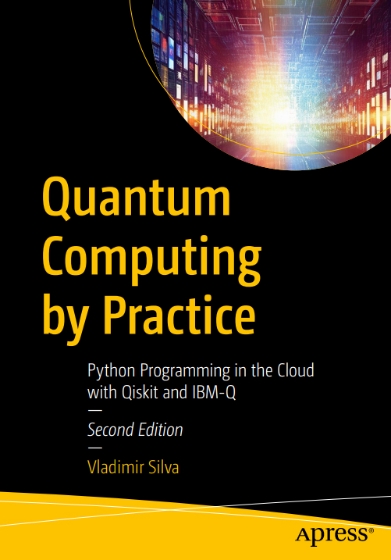 Quantum
Computing
by Practice
Python Programming in the Cloud
with Qiskit and IBM-Q
Second Edition
Vladimir Silva
Apress®